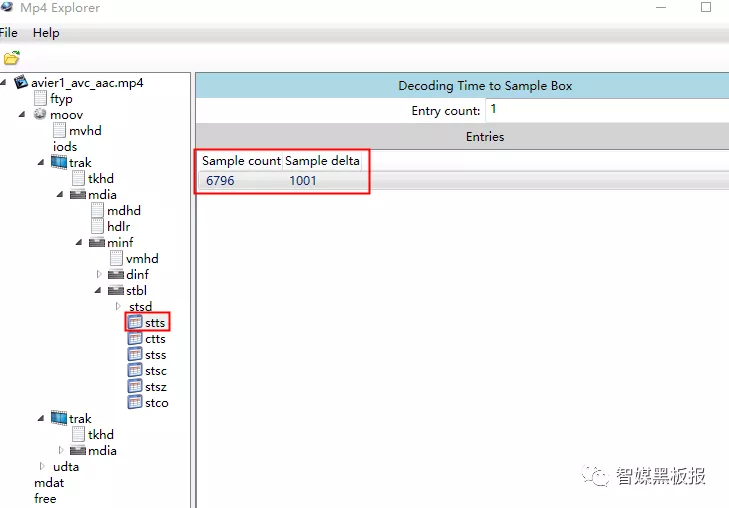 Mp4 Explorer
File Help
avier1_avc_aac.mp4
ftyp
moov
mvhd
iods
trak
tkhd
mdia
mdhd
hdlr
minf
vmhd
dinf
stbl
stsd
stts
ctts
stss
stsc
stsz
stco
trak
tkhd
mdia
udta
mdat
free
Decoding Time to Sample Box
Entry count: 1
Entries
Sample count Sample delta
6796 1001
智媒黑板报